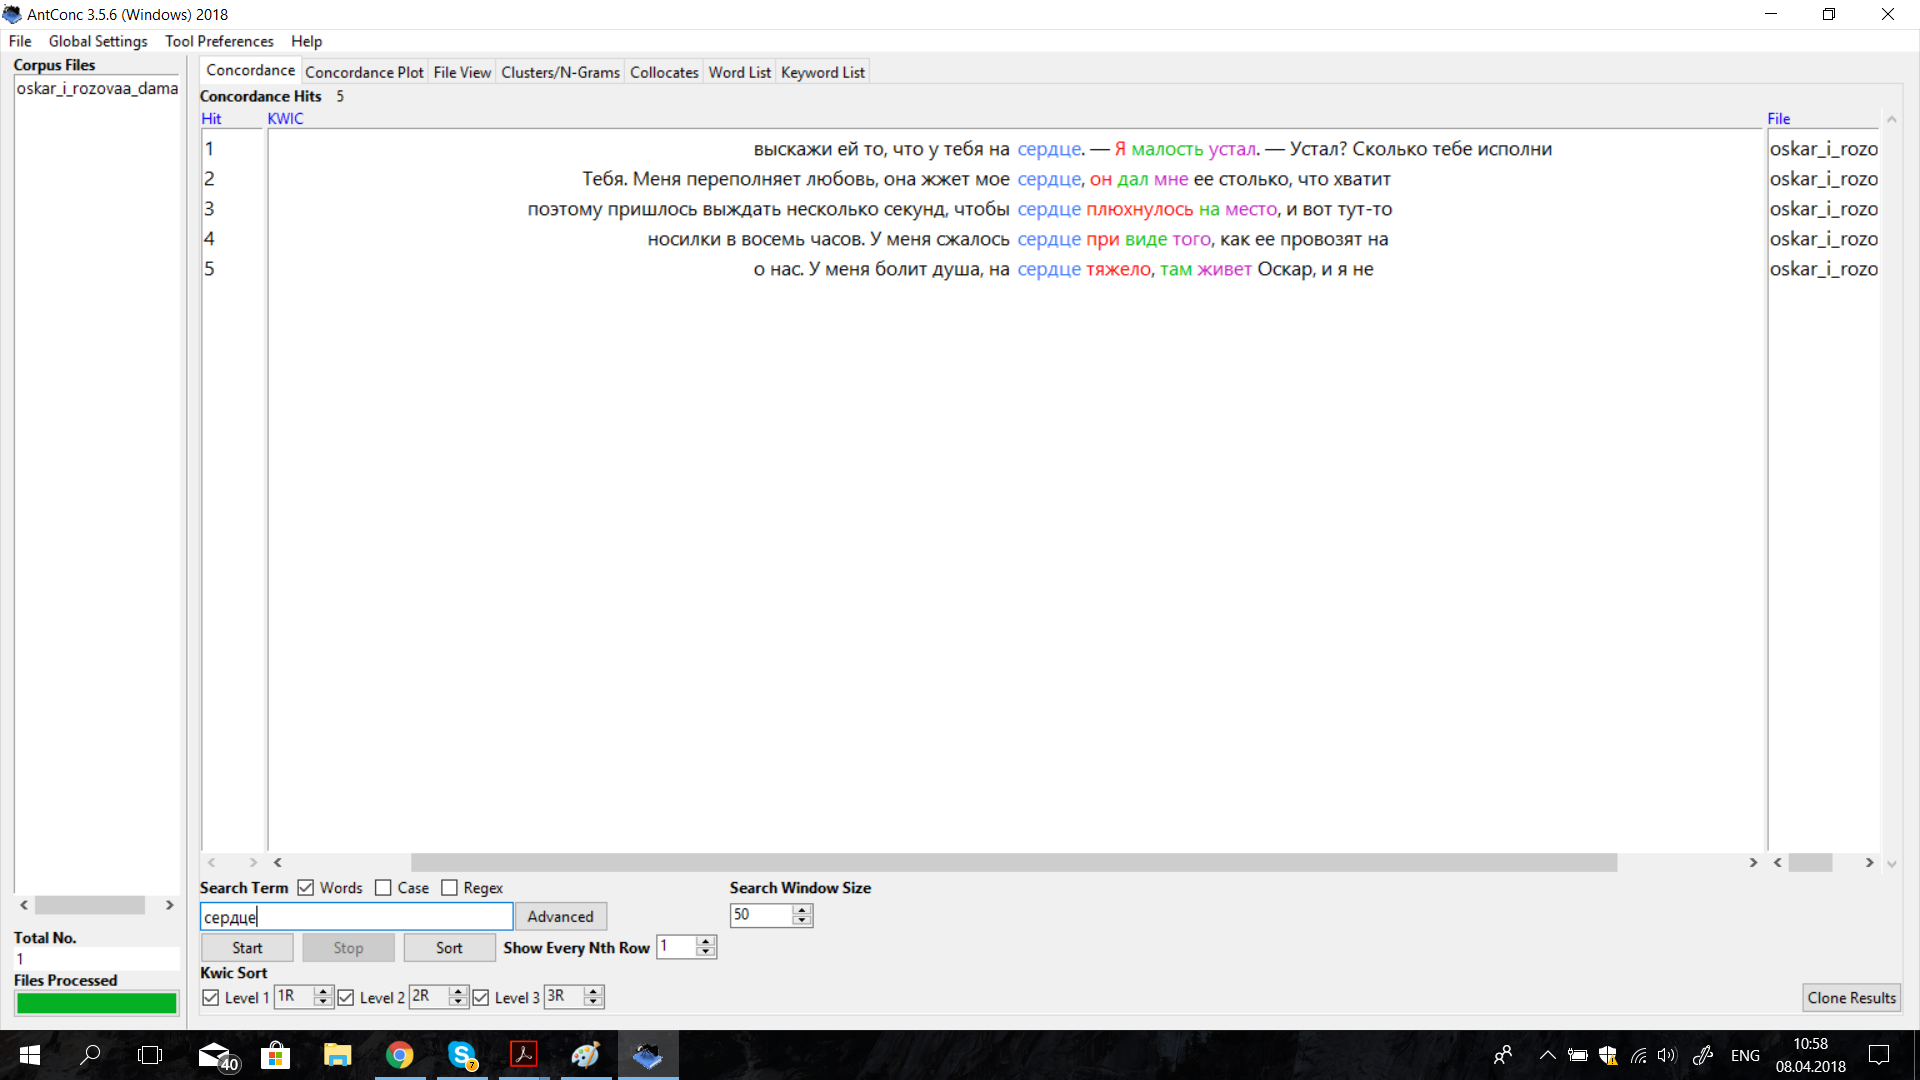 AntConc 3.5.6 (Windows) 2018
File Global Settings Tool Preferences Help
Corpus Files
oskar_i_rozovaa_dama
Concordance Concordance Plot File View Clusters/N-Grams Collocates Word List Keyword List
Concordance Hits 5
Hit KWIC File
1 выскажи ей то, что у тебя на сердце. — Я малость устал. — Устал? Сколько тебе исполни oskar_i_rozo
2 Тебя. Меня переполняет любовь, она жжет мое сердце, он дал мне ее столько, что хватит oskar_i_rozo
3 поэтому пришлось выждать несколько секунд, чтобы сердце плюхнулось на место, и вот тут-то oskar_i_rozo
4 носилки в восемь часов. У меня сжалось сердце при виде того, как ее провозят на oskar_i_rozo
5 о нас. У меня болит душа, на сердце тяжело, там живет Оскар, и я не oskar_i_rozo
Search Term Words Case Regex Search Window Size
сердце Advanced 50
Start Stop Sort Show Every Nth Row 1
Kwic Sort
Level 1 1R Level 2 2R Level 3 3R Clone Results
Total No.
1
Files Processed
40 7 ENG 10:58
08.04.2018